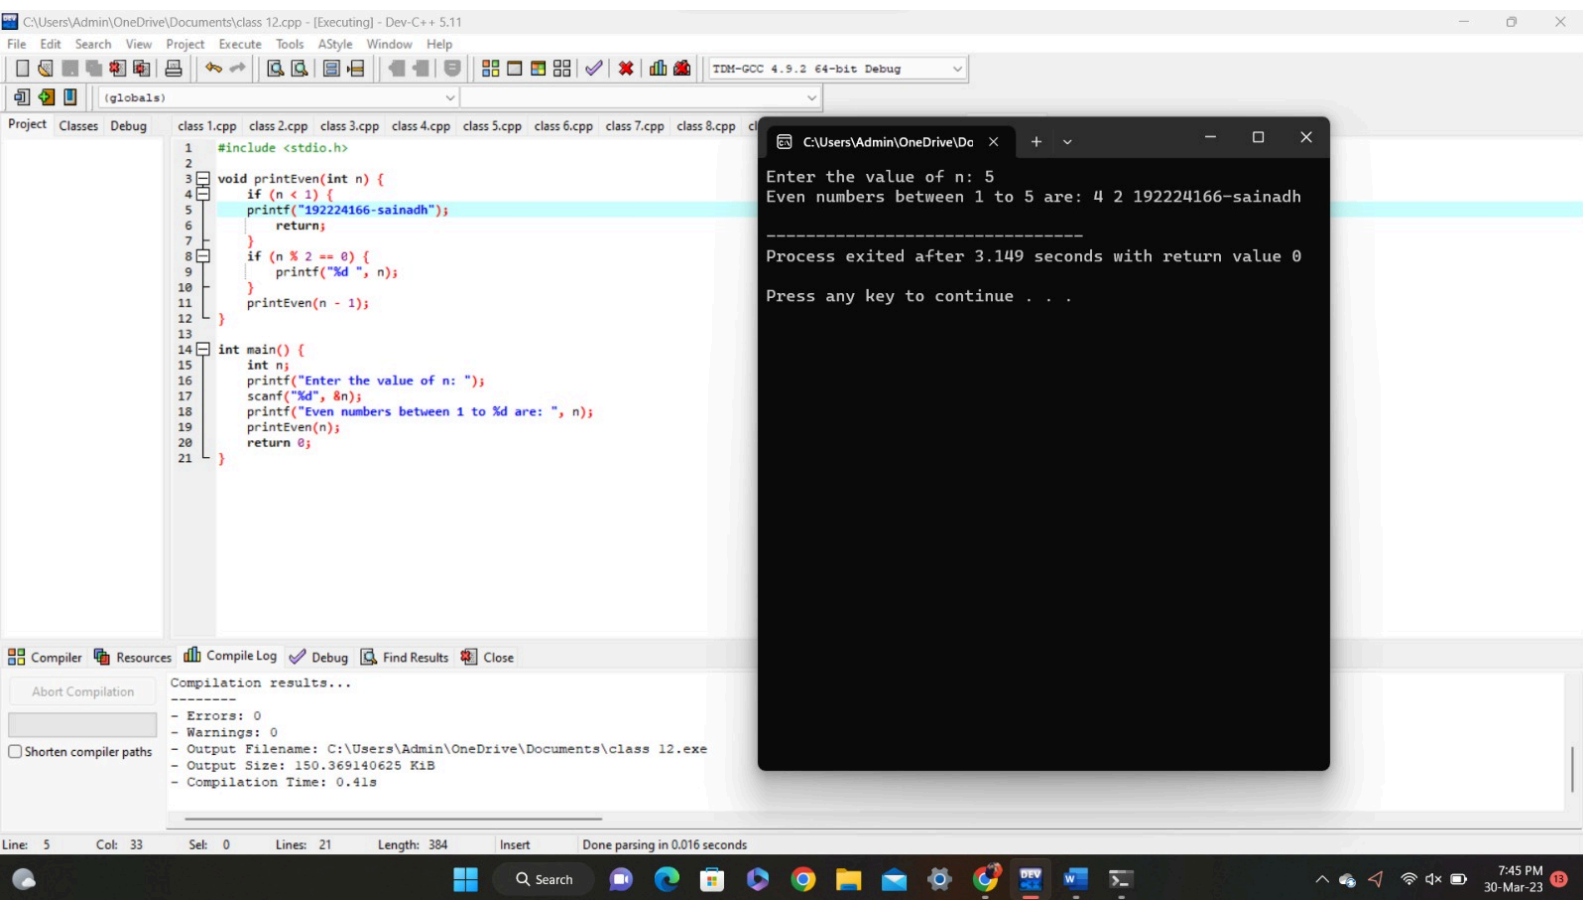 C:\Users\Admin\OneDrive\Documents\class 12.cpp - [Executing] - Dev-C++ 5.11
File Edit Search View Project Execute Tools AStyle Window Help
TDM-GCC 4.9.2 64-bit Debug
(globals)
Project Classes Debug
class 1.cpp class 2.cpp class 3.cpp class 4.cpp class 5.cpp class 6.cpp class 7.cpp class 8.cpp
1 #include <stdio.h>
2
3 void printEven(int n) {
4 if (n < 1) {
5 printf("192224166-sainadh");
6 return;
7 }
8 if (n % 2 == 0) {
9 printf("%d ", n);
10 }
11 printEven(n - 1);
12 }
13
14 int main() {
15 int n;
16 printf("Enter the value of n: ");
17 scanf("%d", &n);
18 printf("Even numbers between 1 to %d are: ", n);
19 printEven(n);
20 return 0;
21 }
C:\Users\Admin\OneDrive\Do
Enter the value of n: 5
Even numbers between 1 to 5 are: 4 2 192224166-sainadh
--------------------------------
Process exited after 3.149 seconds with return value 0
Press any key to continue . . .
Compiler Resources Compile Log Debug Find Results Close
Abort Compilation
Shorten compiler paths
Compilation results...
--------
- Errors: 0
- Warnings: 0
- Output Filename: C:\Users\Admin\OneDrive\Documents\class 12.exe
- Output Size: 150.369140625 KiB
- Compilation Time: 0.41s
Line: 5 Col: 33 Sel: 0 Lines: 21 Length: 384 Insert Done parsing in 0.016 seconds
Search
DEV
W
7:45 PM
30-Mar-23
13